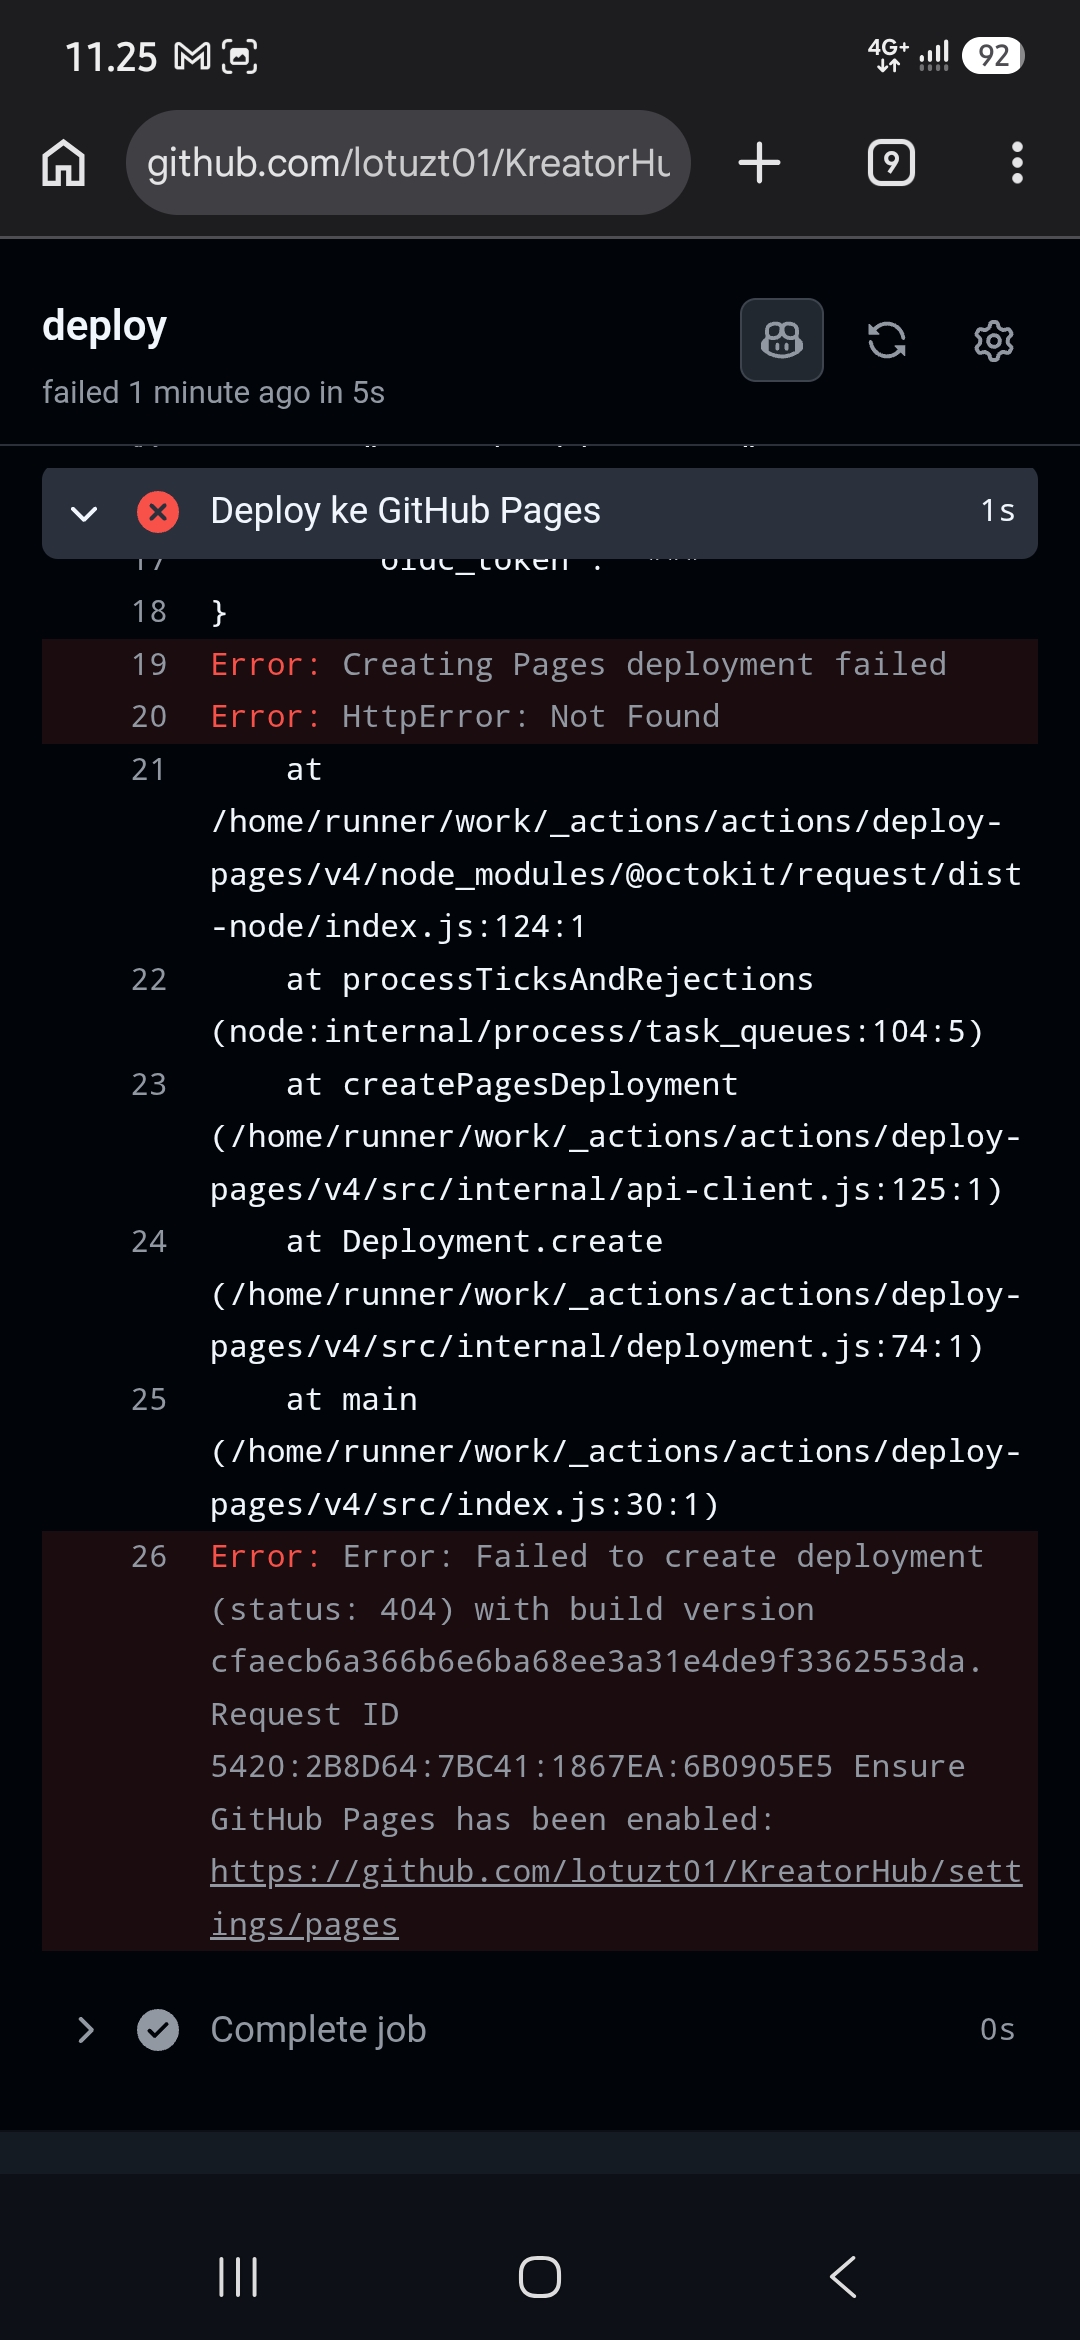 11.25
4G+
92
github.com/lotuzt01/KreatorHu
9
deploy
failed 1 minute ago in 5s
Deploy ke GitHub Pages 1s
17
18 }
19 Error: Creating Pages deployment failed
20 Error: HttpError: Not Found
21 at
/home/runner/work/_actions/actions/deploy-
pages/v4/node_modules/@octokit/request/dist
-node/index.js:124:1
22 at processTicksAndRejections
(node:internal/process/task_queues:104:5)
23 at createPagesDeployment
(/home/runner/work/_actions/actions/deploy-
pages/v4/src/internal/api-client.js:125:1)
24 at Deployment.create
(/home/runner/work/_actions/actions/deploy-
pages/v4/src/internal/deployment.js:74:1)
25 at main
(/home/runner/work/_actions/actions/deploy-
pages/v4/src/index.js:30:1)
26 Error: Error: Failed to create deployment
(status: 404) with build version
cfaecb6a366b6e6ba68ee3a31e4de9f3362553da.
Request ID
5420:2B8D64:7BC41:1867EA:6B0905E5 Ensure
GitHub Pages has been enabled:
https://github.com/lotuzt01/KreatorHub/sett
ings/pages
Complete job 0s